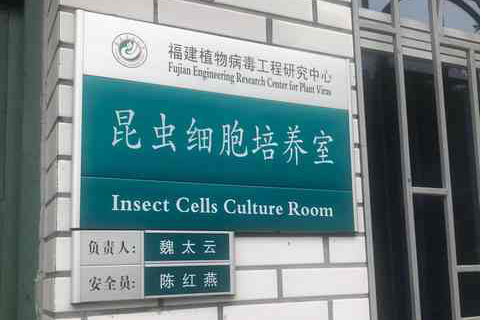 福建植物病毒工程研究中心
Fujian Engineering Research Center for Plant Virus
昆虫细胞培养室
Insect Cells Culture Room
负责人: 魏太云
安全员: 陈红燕